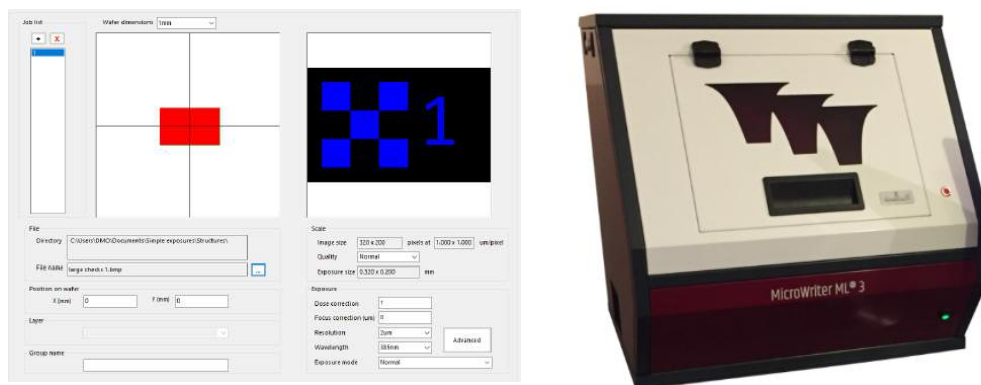 Job list
Wafer dimensions 1mm
+ X
1
1
File
Directory C:\Users\DMO\Documents\Simple exposures\Structures\
File name large checks 1.bmp ...
Position on wafer
X (mm) 0 Y (mm) 0
Layer
Group name
Scale
Image size 320 x 200 pixels at 1.000 x 1.000 um/pixel
Quality Normal
Exposure size 0.320 x 0.200 mm
Exposure
Dose correction 1
Focus correction (um) 0
Resolution 2μm
Wavelength 385nm
Advanced
Exposure mode Normal
MicroWriter ML® 3